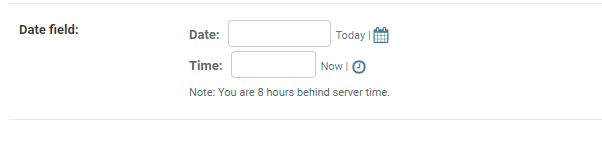 Date field:
Date: Today |
Time: Now |
Note: You are 8 hours behind server time.